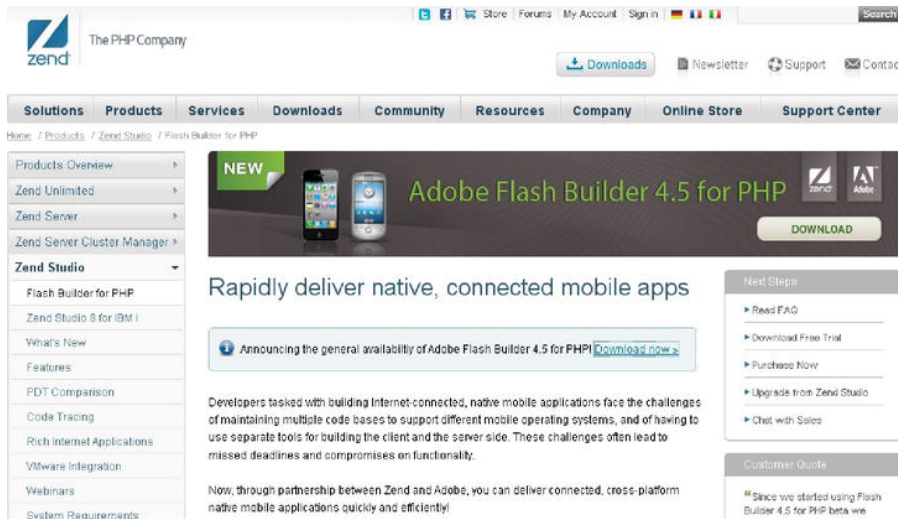 Store Forums My Account Sign in Search
zend
The PHP Company
Downloads Newsletter Support Contac
Solutions Products Services Downloads Community Resources Company Online Store Support Center
Home / Products / Zend Studio / Flash Builder for PHP
Products Overview
Zend Unlimited
Zend Server
Zend Server Cluster Manager
Zend Studio
Flash Builder for PHP
Zend Studio 8 for IBM i
What's New
Features
PDT Comparison
Code Tracing
Rich Internet Applications
VMware Integration
Webinars
System Requirements
NEW
Adobe Flash Builder 4.5 for PHP
zend Adobe
DOWNLOAD
Rapidly deliver native, connected mobile apps
Announcing the general availabiltiy of Adobe Flash Builder 4.5 for PHP! Download now >
Developers tasked with building Internet-connected, native mobile applications face the challenges
of maintaining multiple code bases to support different mobile operating systems, and of having to
use separate tools for building the client and the server side. These challenges often lead to
missed deadlines and compromises on functionality.
Now, through partnership between Zend and Adobe, you can deliver connected, cross-platform
native mobile applications quickly and efficiently!
Next Steps
Read FAQ
Download Free Trial
Purchase Now
Upgrade from Zend Studio
Chat with Sales
Customer Quote
"Since we started using Flash
Builder 4.5 for PHP beta we